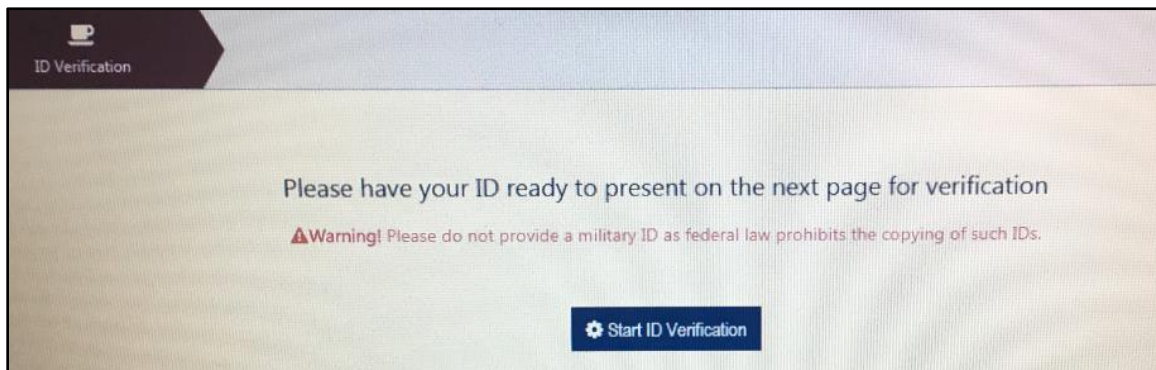 ID Verification
Please have your ID ready to present on the next page for verification
Warning! Please do not provide a military ID as federal law prohibits the copying of such IDs.
Start ID Verification